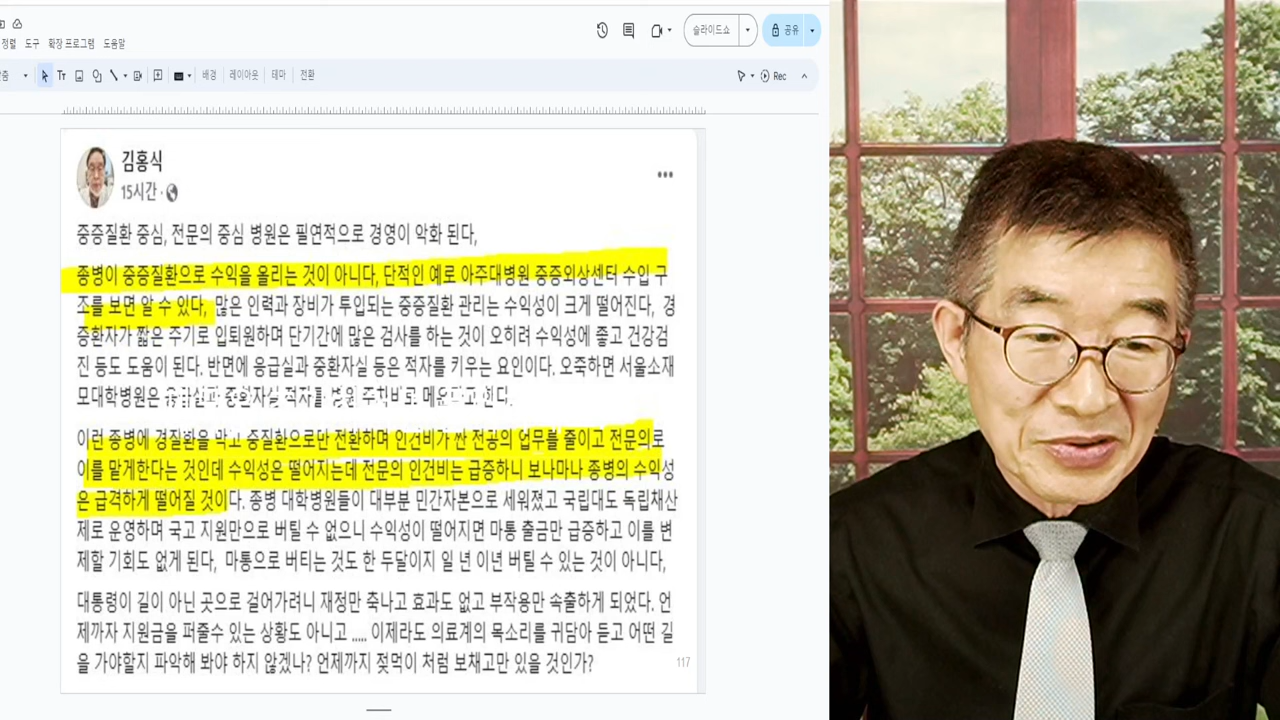 정렬 도구 확장 프로그램 도움말
슬라이드쇼
공유
배경 레이아웃 테마 전환
Rec
김홍식
15시간 ·
중증질환 중심, 전문의 중심 병원은 필연적으로 경영이 악화 된다,
종병이 중증질환으로 수익을 올리는 것이 아니다, 단적인 예로 아주대병원 중증외상센터 수입 구
조를 보면 알 수 있다, 많은 인력과 장비가 투입되는 중증질환 관리는 수익성이 크게 떨어진다, 경
증환자가 짧은 주기로 입퇴원하며 단기간에 많은 검사를 하는 것이 오히려 수익성에 좋고 건강검
진 등도 도움이 된다. 반면에 응급실과 중환자실 등은 적자를 키우는 요인이다. 오죽하면 서울소재
모대학병원은 중환자실 적자를 병원 주차비로 메운다고 한다.
이런 종병에 경질환을 막고 중질환으로만 전환하며 인건비가 싼 전공의 업무를 줄이고 전문의로
이를 맡게한다는 것인데 수익성은 떨어지는데 전문의 인건비는 급증하니 보나마나 종병의 수익성
은 급격하게 떨어질 것이다. 종병 대학병원들이 대부분 민간자본으로 세워졌고 국립대도 독립채산
제로 운영하며 국고 지원만으로 버틸 수 없으니 수익성이 떨어지면 마통 출금만 급증하고 이를 변
제할 기회도 없게 된다, 마통으로 버티는 것도 한 두달이지 일 년 이년 버틸 수 있는 것이 아니다,
대통령이 길이 아닌 곳으로 걸어가려니 재정만 축나고 효과도 없고 부작용만 속출하게 되었다. 언
제까지 지원금을 퍼줄수 있는 상황도 아니고 ..... 이제라도 의료계의 목소리를 귀담아 듣고 어떤 길
을 가야할지 파악해 봐야 하지 않겠나? 언제까지 젖먹이 처럼 보채고만 있을 것인가?
117